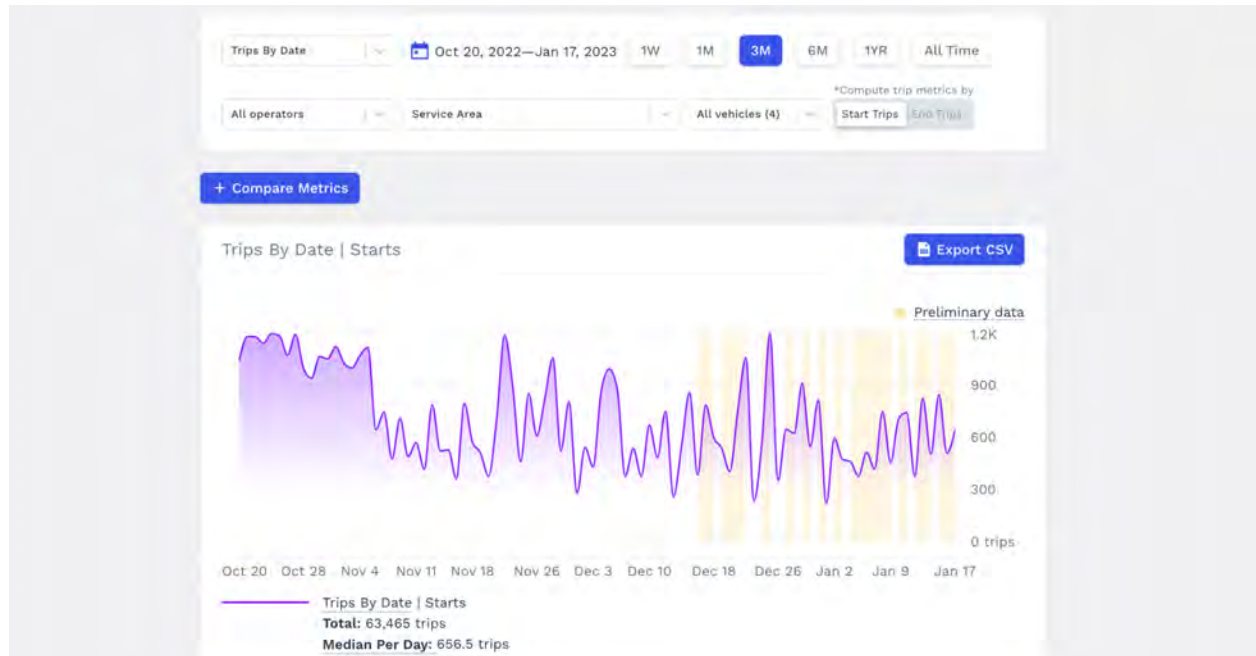 Trips By Date
Oct 20, 2022—Jan 17, 2023
1W
1M
3M
6M
1YR
All Time
*Compute trip metrics by
All operators
Service Area
All vehicles (4)
Start Trips
End Trips
+ Compare Metrics
Trips By Date | Starts
Export CSV
Preliminary data
1.2K
900
600
300
0 trips
Oct 20 Oct 28 Nov 4 Nov 11 Nov 18 Nov 26 Dec 3 Dec 10 Dec 18 Dec 26 Jan 2 Jan 9 Jan 17
Trips By Date | Starts
Total: 63,465 trips
Median Per Day: 656.5 trips